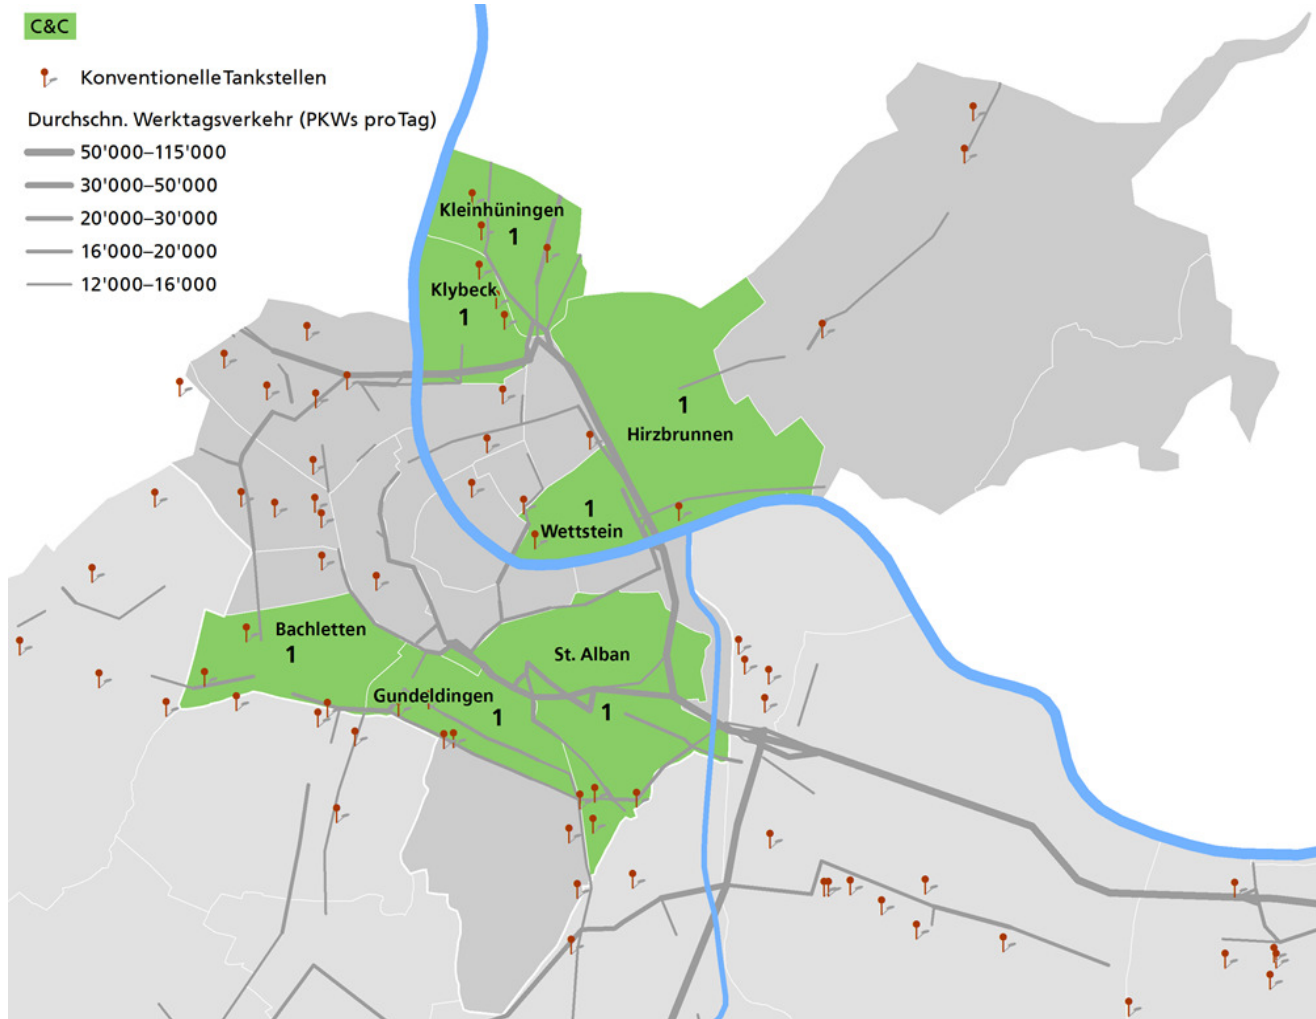 C&C
Konventionelle Tankstellen
Durchschn. Werktagsverkehr (PKWs pro Tag)
50'000–115'000
30'000–50'000
20'000–30'000
16'000–20'000
12'000–16'000
Kleinhüningen
1
Klybeck
1
1
Hirzbrunnen
1
Wettstein
Bachletten
1
St. Alban
1
Gundeldingen
1